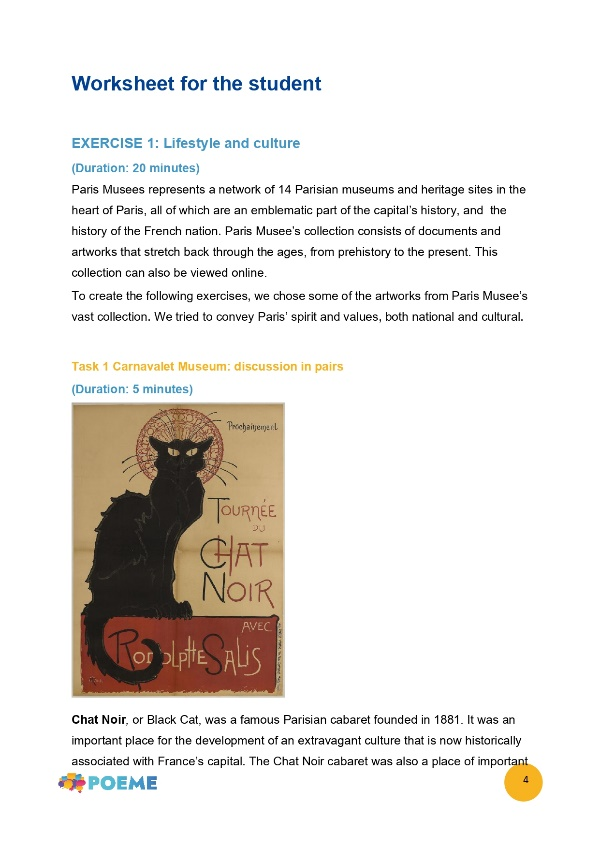 Worksheet for the student
EXERCISE 1: Lifestyle and culture
(Duration: 20 minutes)
Paris Musees represents a network of 14 Parisian museums and heritage sites in the
heart of Paris, all of which are an emblematic part of the capital's history, and  the
history of the French nation. Paris Musee's collection consists of documents and
artworks that stretch back through the ages, from prehistory to the present. This
collection can also be viewed online.
To create the following exercises, we chose some of the artworks from Paris Musee's
vast collection. We tried to convey Paris' spirit and values, both national and cultural.
Task 1 Carnavalet Museum: discussion in pairs
(Duration: 5 minutes)
Prochainement
TOURNÉE
DU
CHAT
NOIR
AVEC
RODOLPHE SALIS
Chat Noir, or Black Cat, was a famous Parisian cabaret founded in 1881. It was an
important place for the development of an extravagant culture that is now historically
associated with France's capital. The Chat Noir cabaret was also a place of important
POEME
4